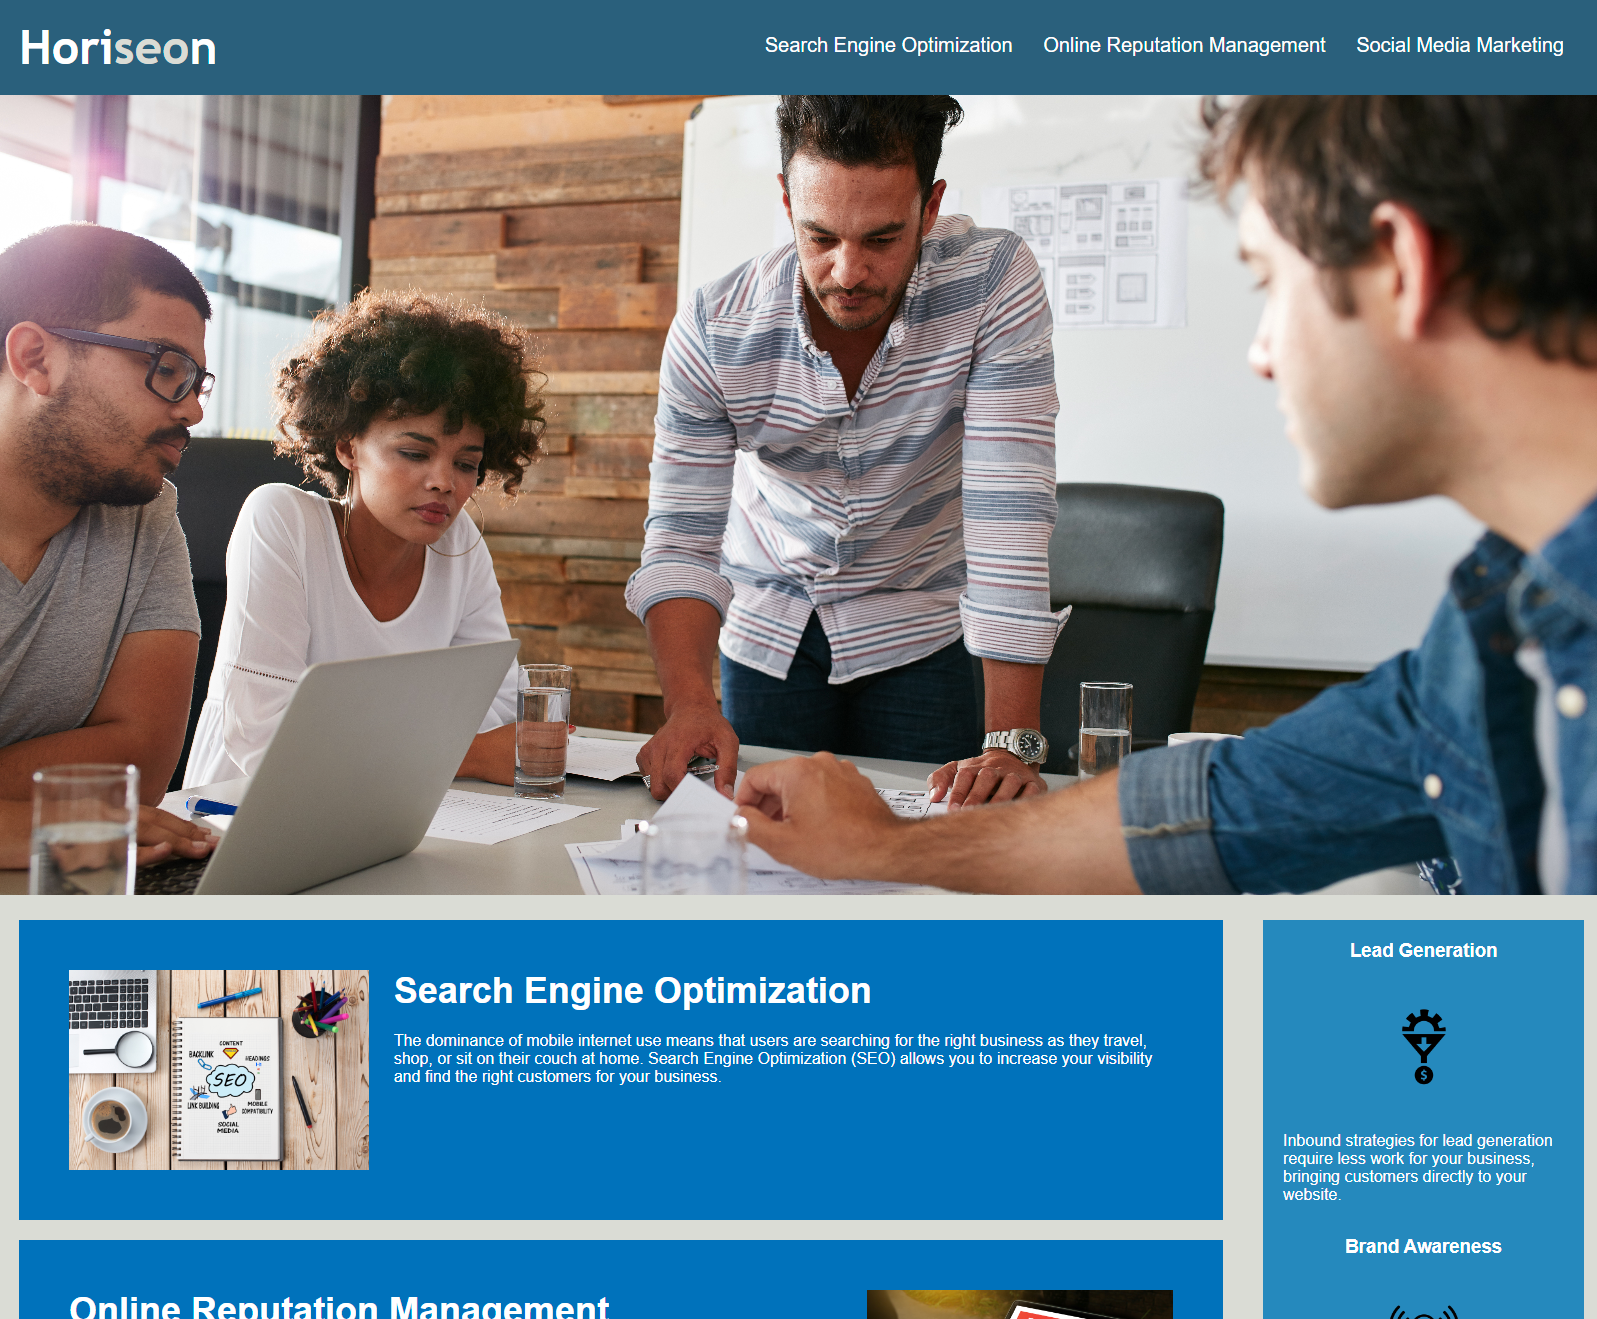 Horiseon
Search Engine Optimization
Online Reputation Management
Social Media Marketing
Search Engine Optimization
The dominance of mobile internet use means that users are searching for the right business as they travel,
shop, or sit on their couch at home. Search Engine Optimization (SEO) allows you to increase your visibility
and find the right customers for your business.
CONTENT
BACKLINK
HEADINGS
SEO
LINK BUILDING
MOBILE
COMPATIBILITY
SOCIAL
MEDIA
Online Reputation Management
Lead Generation
$
Inbound strategies for lead generation
require less work for your business,
bringing customers directly to your
website.
Brand Awareness